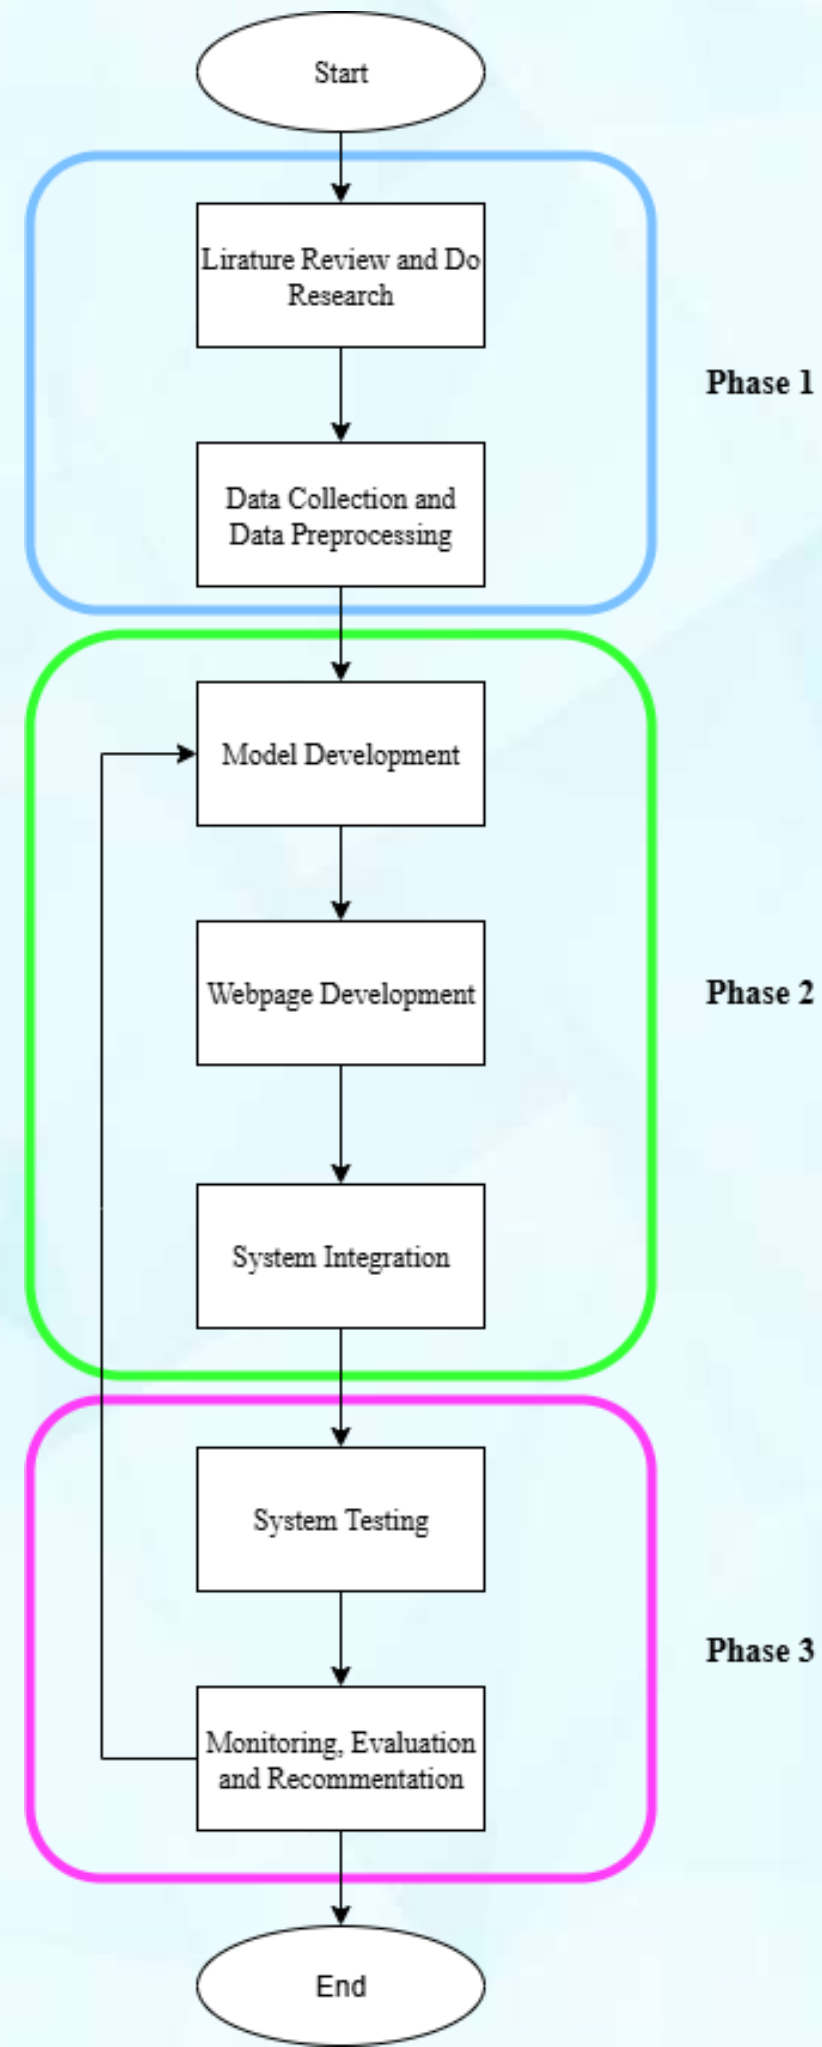 Start
Lirature Review and Do
Research
Phase 1
Data Collection and
Data Preprocessing
Model Development
Webpage Development
Phase 2
System Integration
System Testing
Phase 3
Monitoring, Evaluation
and Recommentation
End